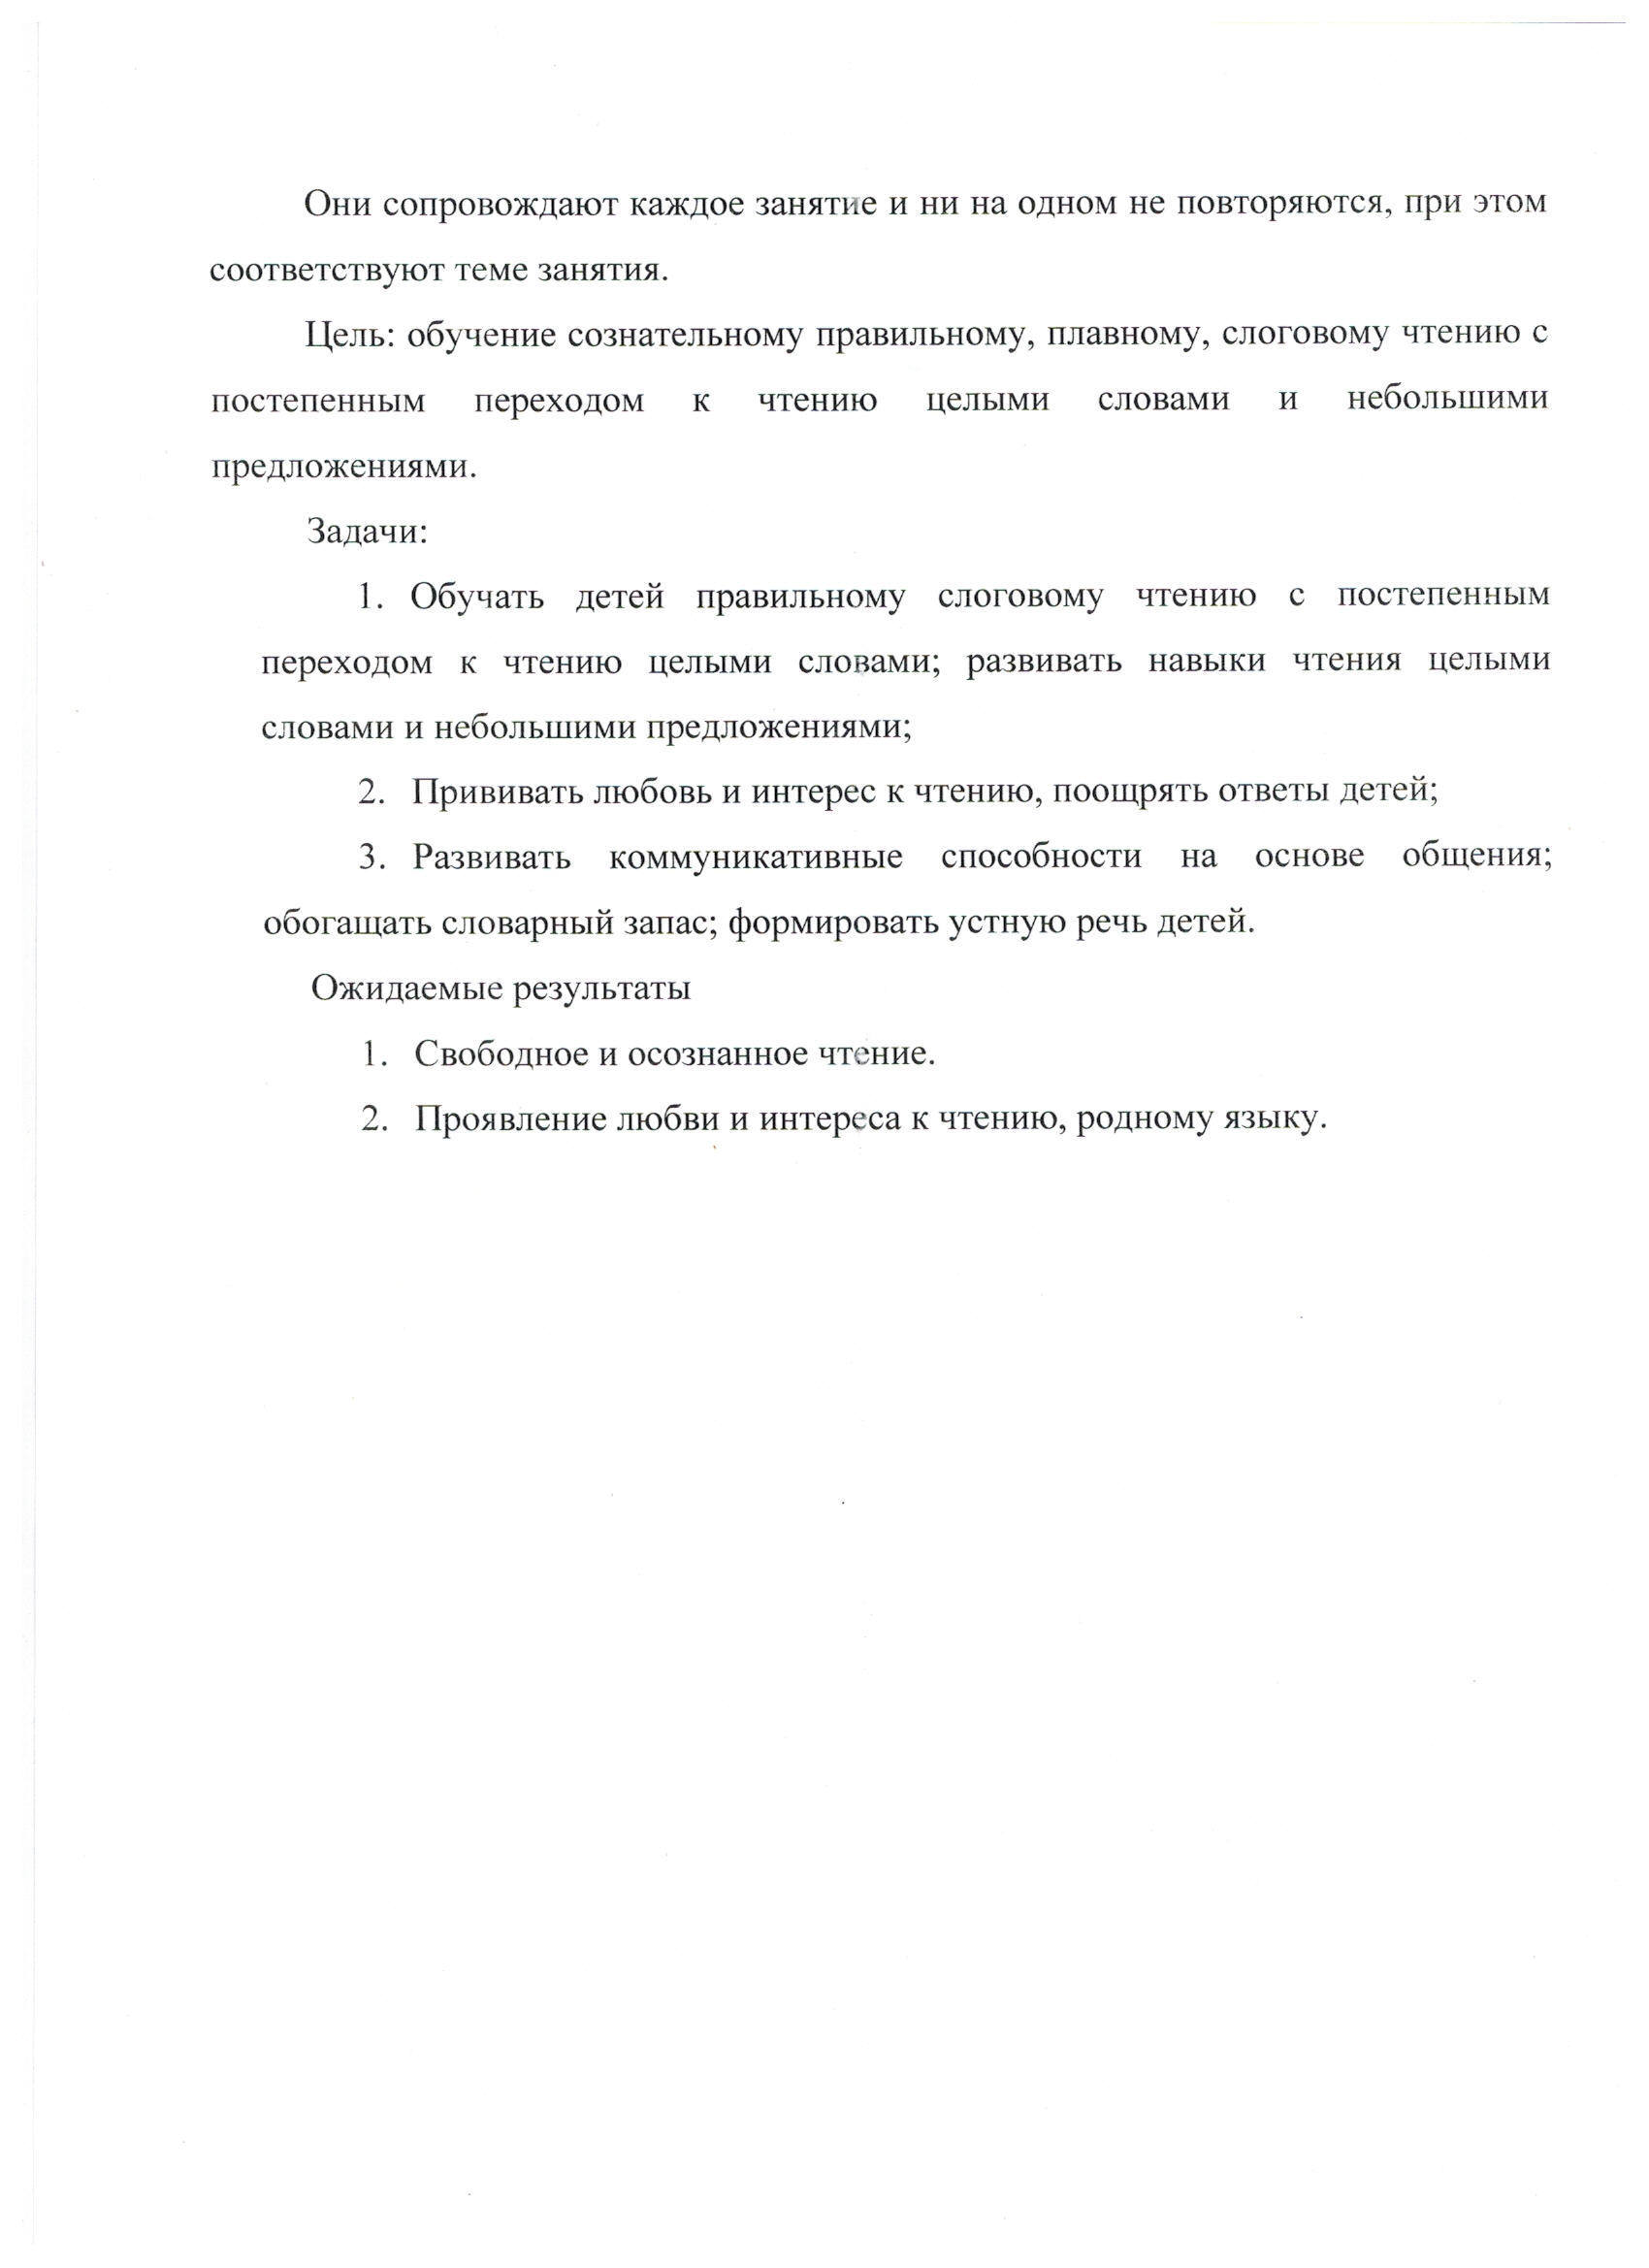 Они сопровождают каждое занятие и ни на одном не повторяются, при этом
соответствуют теме занятия.
Цель: обучение сознательному правильному, плавному, слоговому чтению с
постепенным переходом к чтению целыми словами и небольшими
предложениями.
Задачи:
1. Обучать детей правильному слоговому чтению с постепенным
переходом к чтению целыми словами; развивать навыки чтения целыми
словами и небольшими предложениями;
2. Прививать любовь и интерес к чтению, поощрять ответы детей;
3. Развивать коммуникативные способности на основе общения;
обогащать словарный запас; формировать устную речь детей.
Ожидаемые результаты
1. Свободное и осознанное чтение.
2. Проявление любви и интереса к чтению, родному языку.